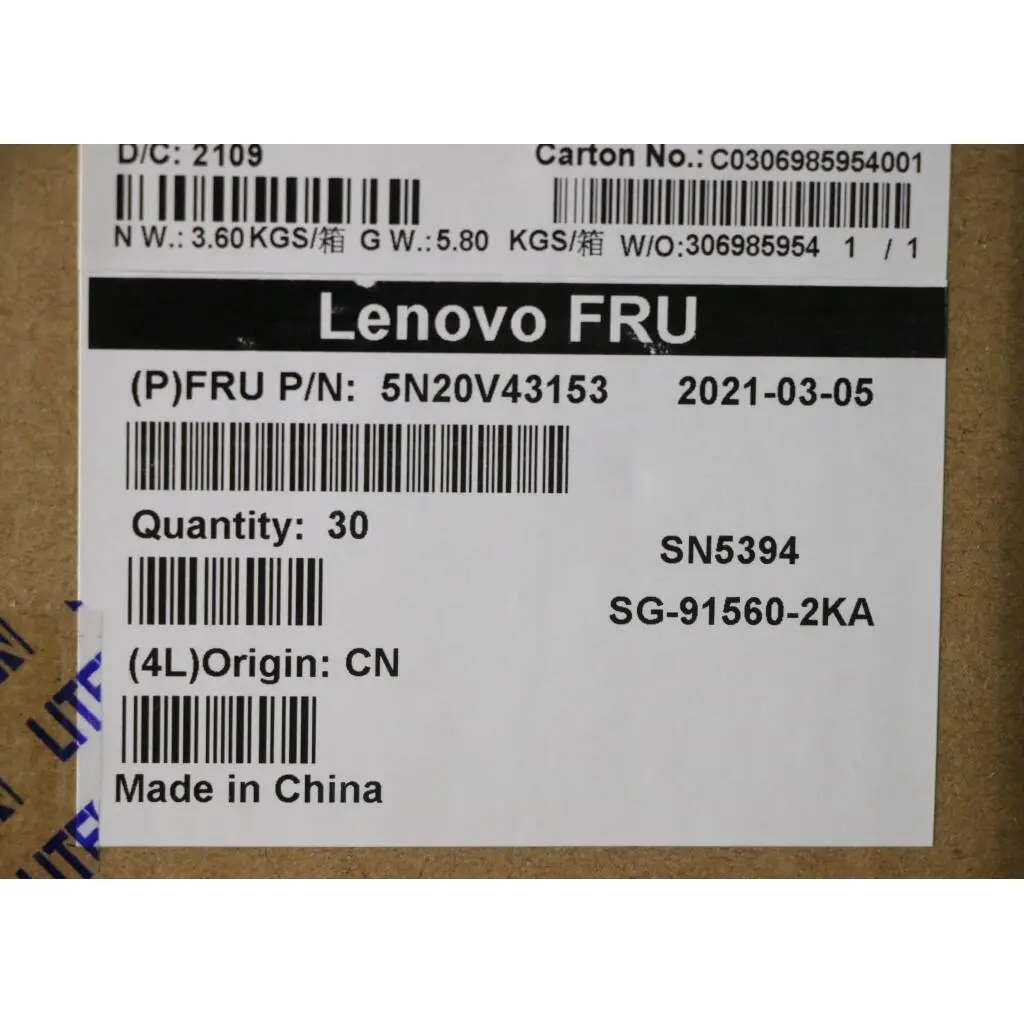 D/C: 2109
Carton No.: C0306985954001
N W.: 3.60 KGS/箱 G W.: 5.80 KGS/箱 W/O:306985954 1 / 1
Lenovo FRU
(P)FRU P/N: 5N20V43153 2021-03-05
Quantity: 30
SN5394
SG-91560-2KA
(4L)Origin: CN
Made in China